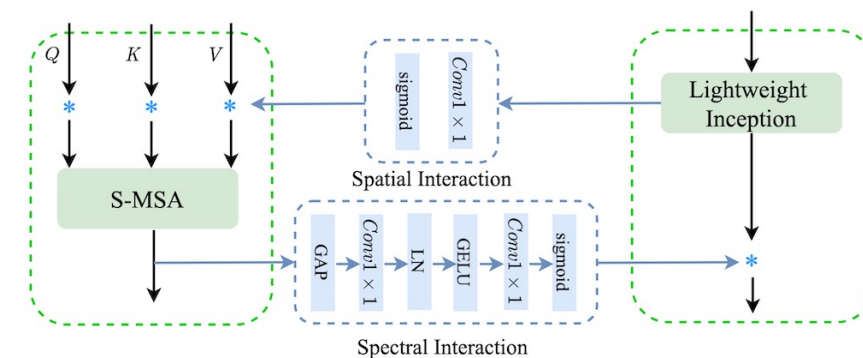 Q
K
V
*
*
*
S-MSA
sigmoid
Conv1 × 1
Spatial Interaction
Lightweight
Inception
GAP
Conv1 × 1
LN
GELU
Conv1 × 1
sigmoid
Spectral Interaction
*